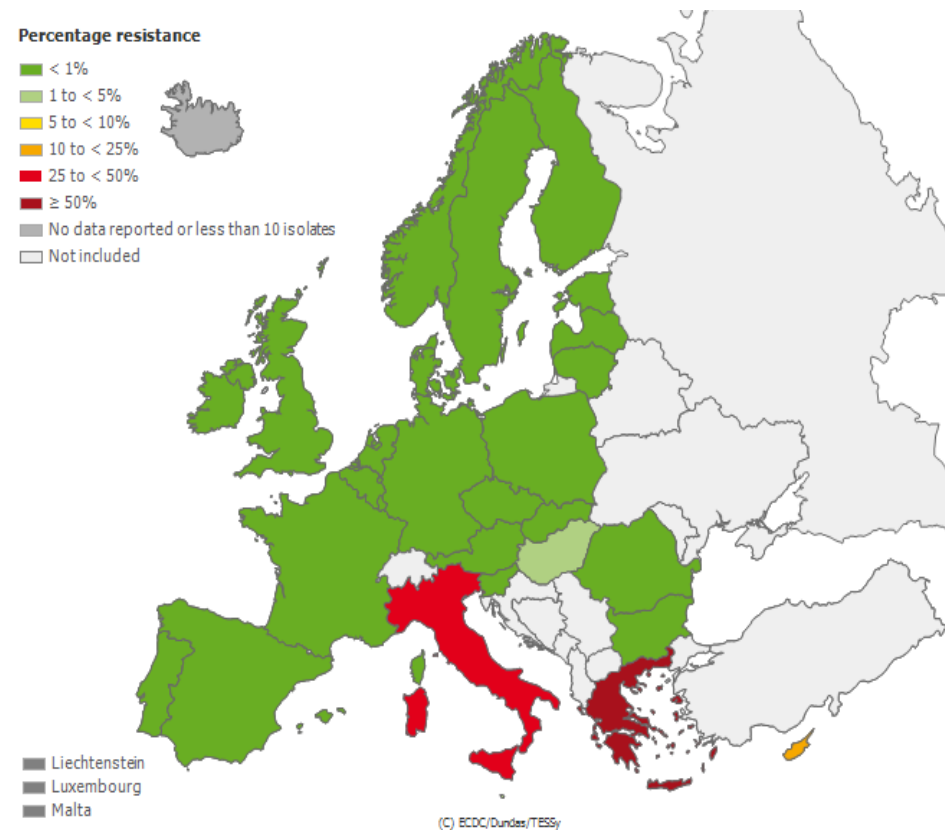 Percentage resistance
< 1%
1 to < 5%
5 to < 10%
10 to < 25%
25 to < 50%
≥ 50%
No data reported or less than 10 isolates
Not included
Liechtenstein
Luxembourg
Malta
(C) ECDC/Dundas/TESSy